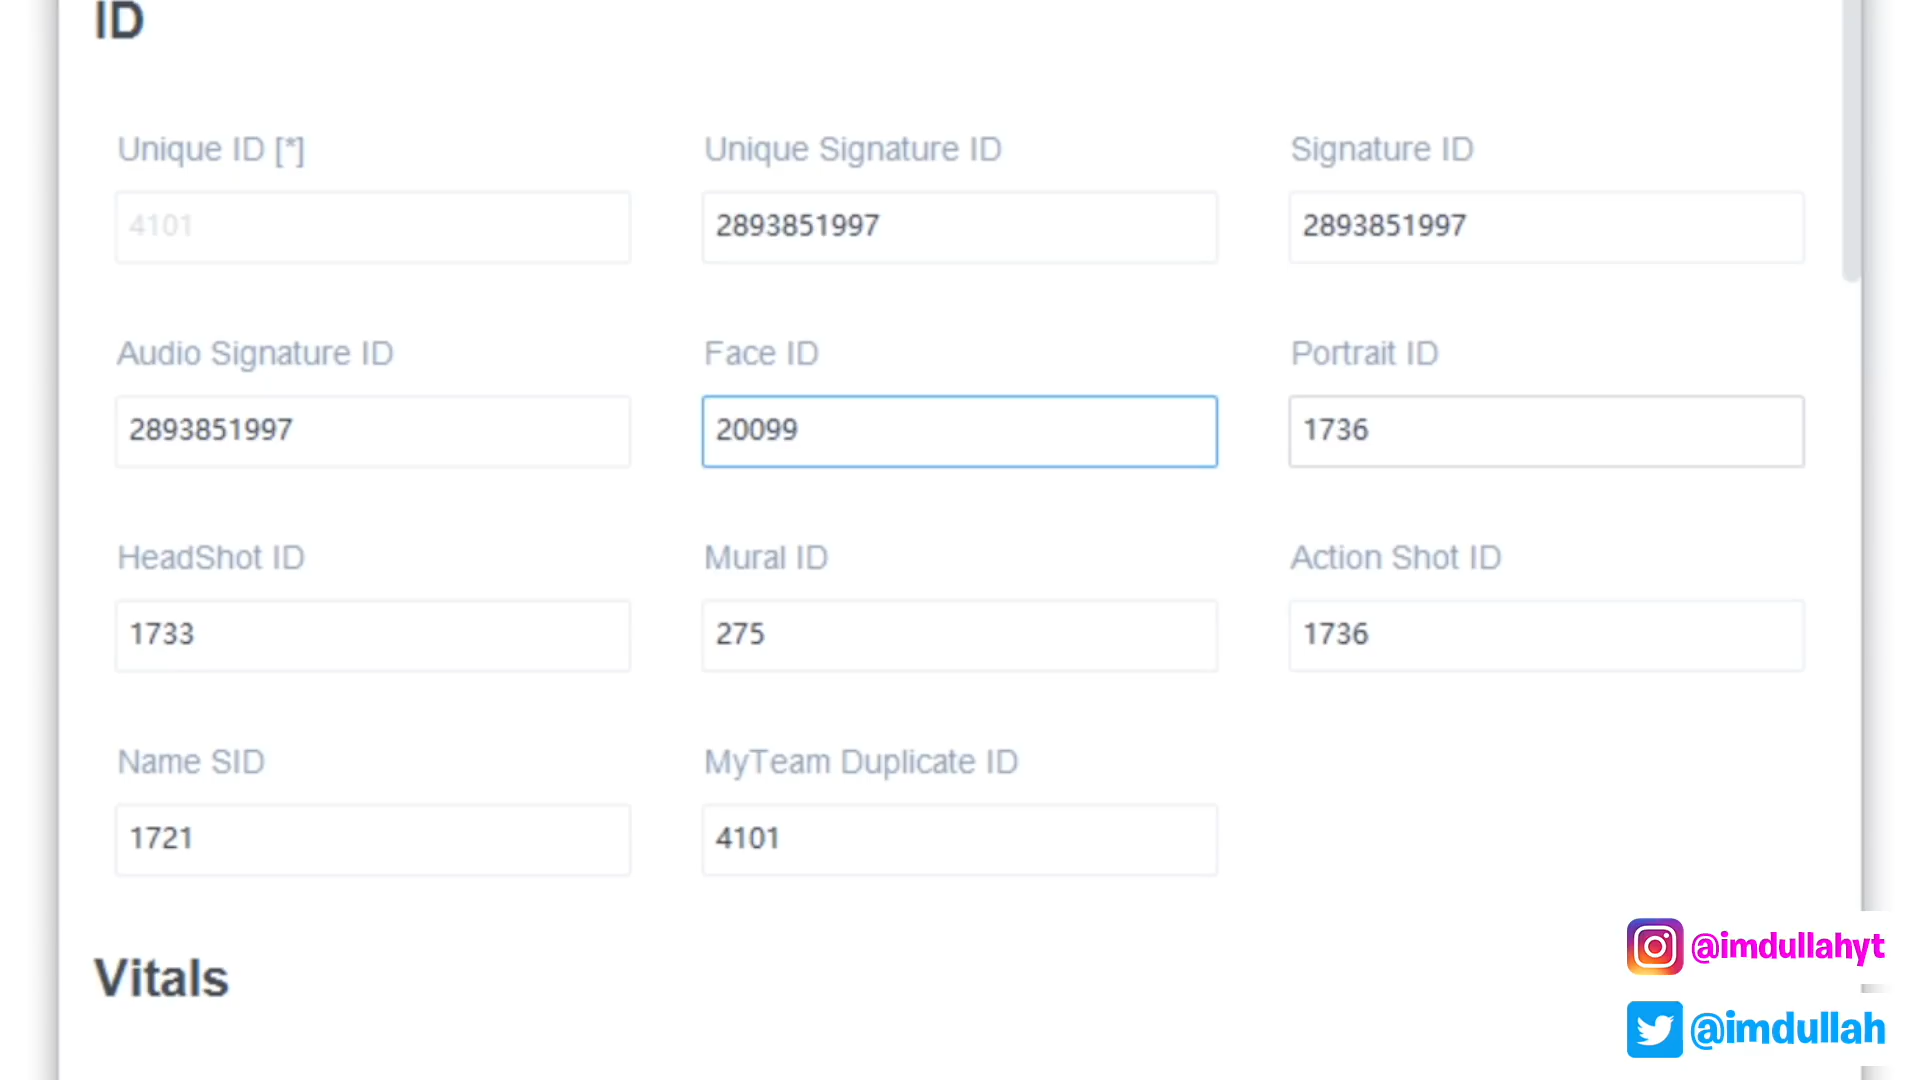 ID
Unique ID [*]
Unique Signature ID
Signature ID
4101
2893851997
2893851997
Audio Signature ID
Face ID
Portrait ID
2893851997
20099
1736
HeadShot ID
Mural ID
Action Shot ID
1733
275
1736
Name SID
MyTeam Duplicate ID
1721
4101
Vitals
@imdullahyt
@imdullah